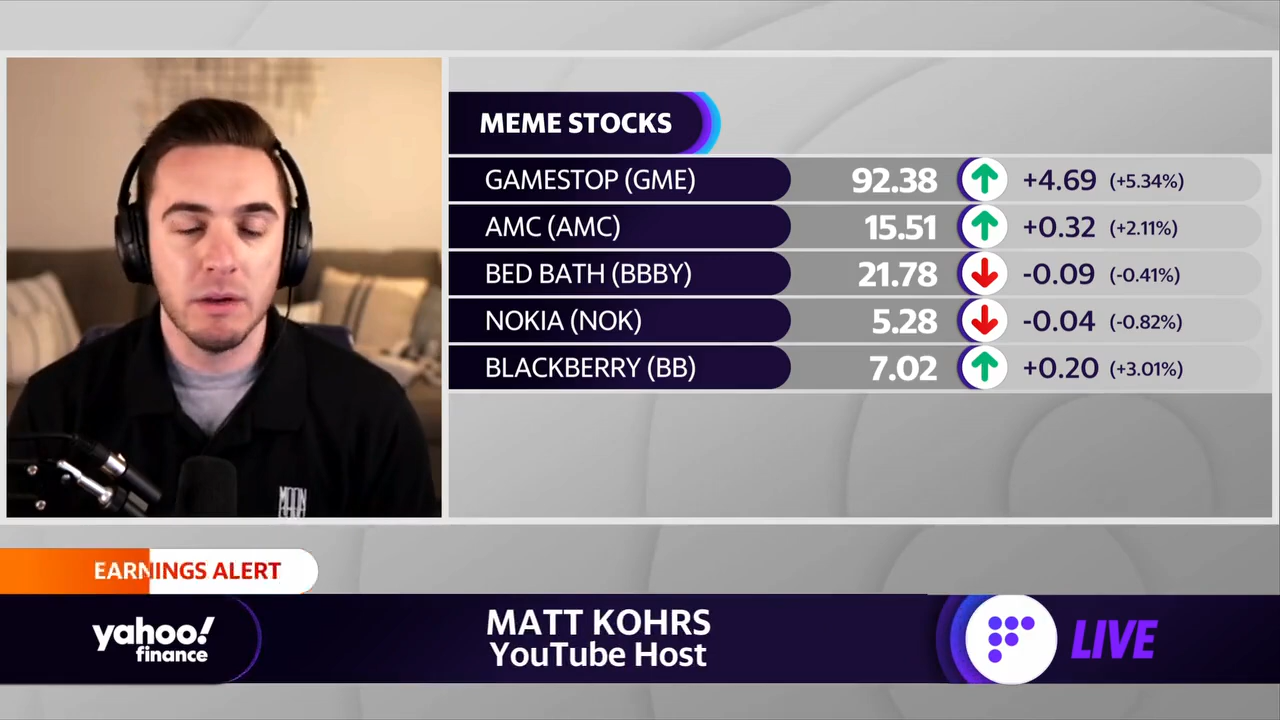 MEME STOCKS
GAMESTOP (GME) 92.38 +4.69 (+5.34%)
AMC (AMC) 15.51 +0.32 (+2.11%)
BED BATH (BBBY) 21.78 -0.09 (-0.41%)
NOKIA (NOK) 5.28 -0.04 (-0.82%)
BLACKBERRY (BB) 7.02 +0.20 (+3.01%)
MOON
EARNINGS ALERT
yahoo!
finance
MATT KOHRS
YouTube Host
LIVE